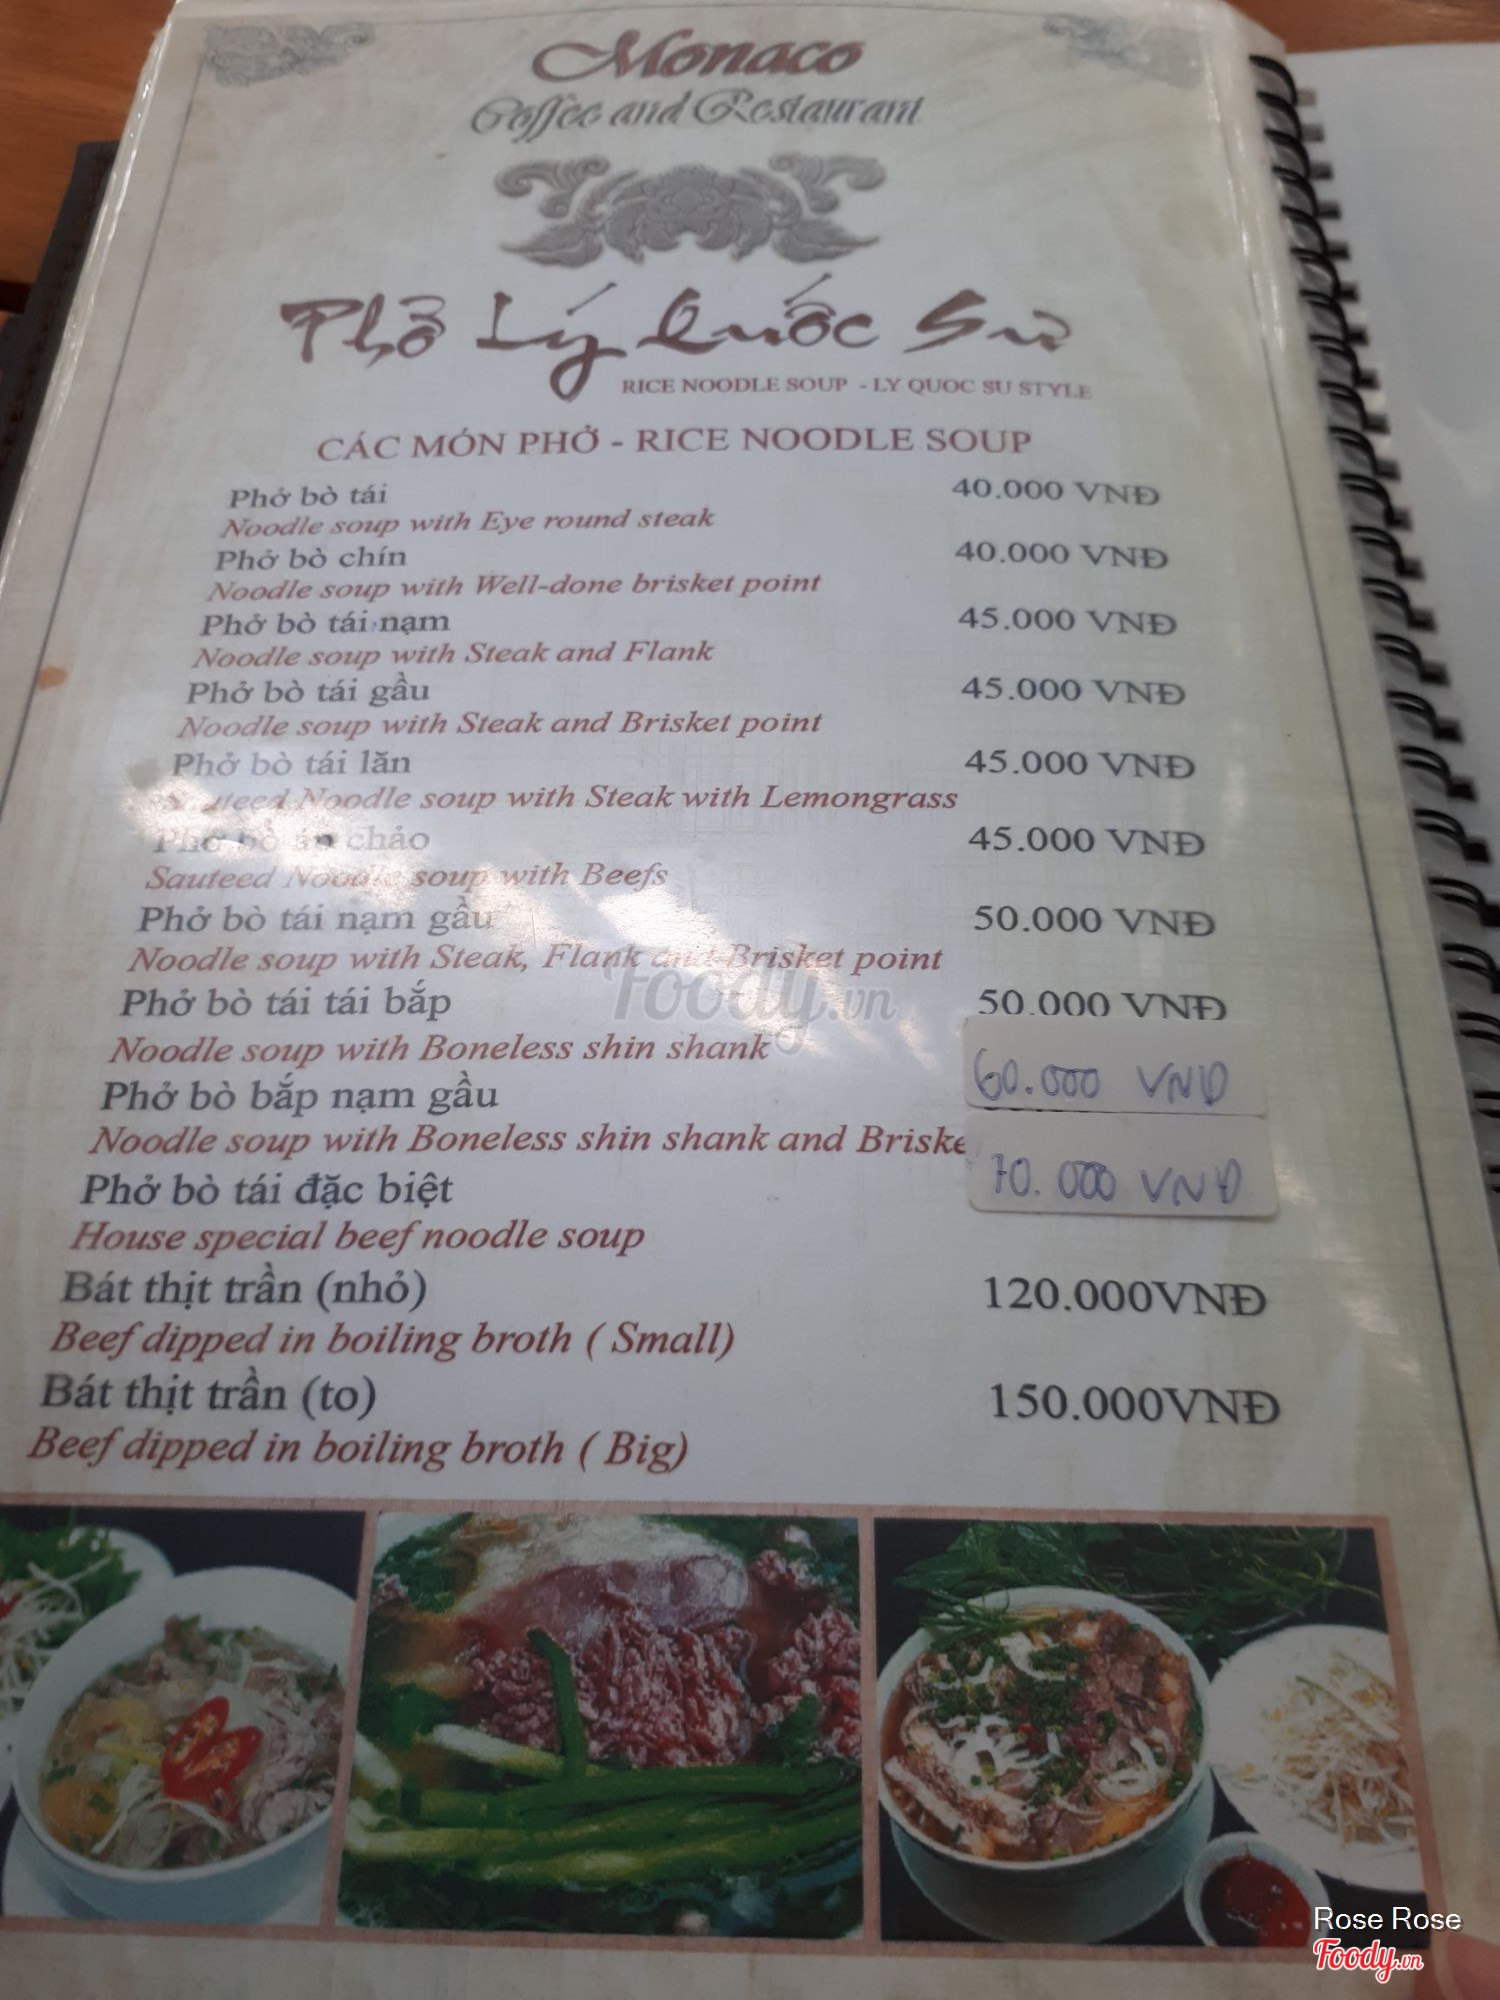 Monaco
Coffee and Restaurant
Phở Lý Quốc Sư
RICE NOODLE SOUP - LY QUOC SU STYLE
CÁC MÓN PHỞ - RICE NOODLE SOUP
Phở bò tái 40.000 VNĐ
Noodle soup with Eye round steak
Phở bò chín 40.000 VNĐ
Noodle soup with Well-done brisket point
Phở bò tái nạm 45.000 VNĐ
Noodle soup with Steak and Flank
Phở bò tái gầu 45.000 VNĐ
Noodle soup with Steak and Brisket point
Phở bò tái lăn 45.000 VNĐ
Sauteed Noodle soup with Steak with Lemongrass
Phở bò áp chảo 45.000 VNĐ
Sauteed Noodle soup with Beefs
Phở bò tái nạm gầu 50.000 VNĐ
Noodle soup with Steak, Flank and Brisket point
Phở bò tái tái bắp 50.000 VNĐ
Noodle soup with Boneless shin shank
Phở bò bắp nạm gầu 60.000 VNĐ
Noodle soup with Boneless shin shank and Briske
Phở bò tái đặc biệt 70.000 VNĐ
House special beef noodle soup
Bát thịt trần (nhỏ) 120.000VNĐ
Beef dipped in boiling broth ( Small)
Bát thịt trần (to) 150.000VNĐ
Beef dipped in boiling broth ( Big)
Foody.vn
Rose Rose
Foody.vn